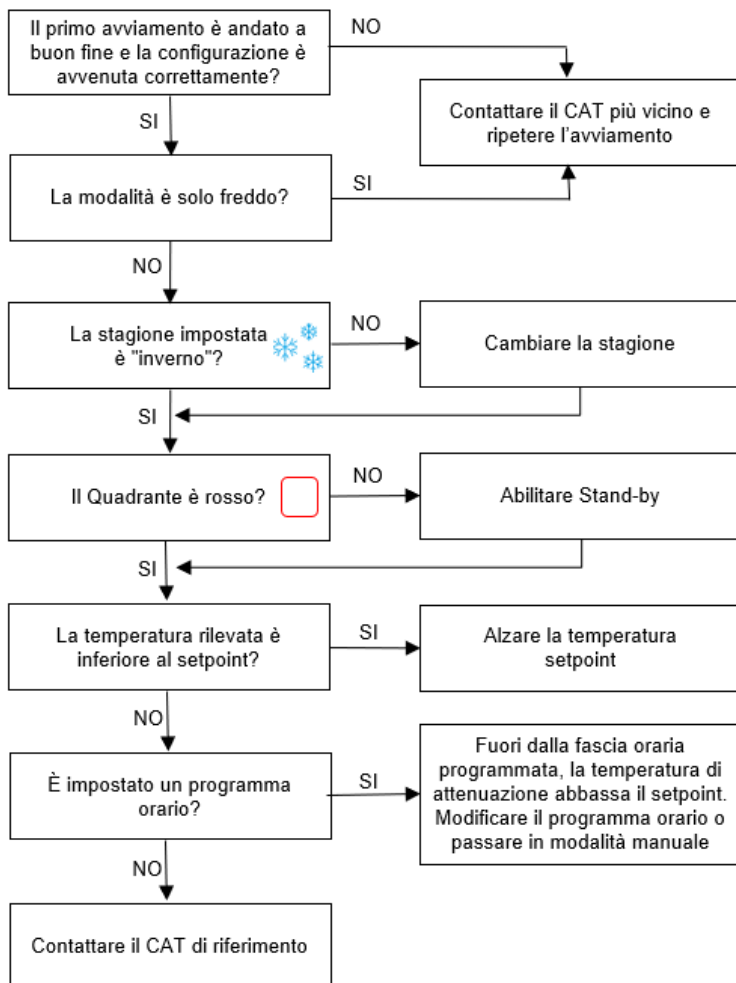 Il primo avviamento è andato a
buon fine e la configurazione è
avvenuta correttamente?
NO
Contattare il CAT più vicino e
ripetere l'avviamento
SI
La modalità è solo freddo?
SI
NO
La stagione impostata
è "inverno"?
NO
Cambiare la stagione
SI
Il Quadrante è rosso?
NO
Abilitare Stand-by
SI
La temperatura rilevata è
inferiore al setpoint?
SI
Alzare la temperatura
setpoint
NO
È impostato un programma
orario?
SI
Fuori dalla fascia oraria
programmata, la temperatura di
attenuazione abbassa il setpoint.
Modificare il programma orario o
passare in modalità manuale
NO
Contattare il CAT di riferimento